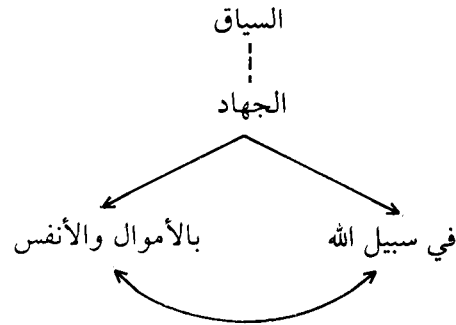 السياق
الجهاد
في سبيل الله
بالأموال والأنفس